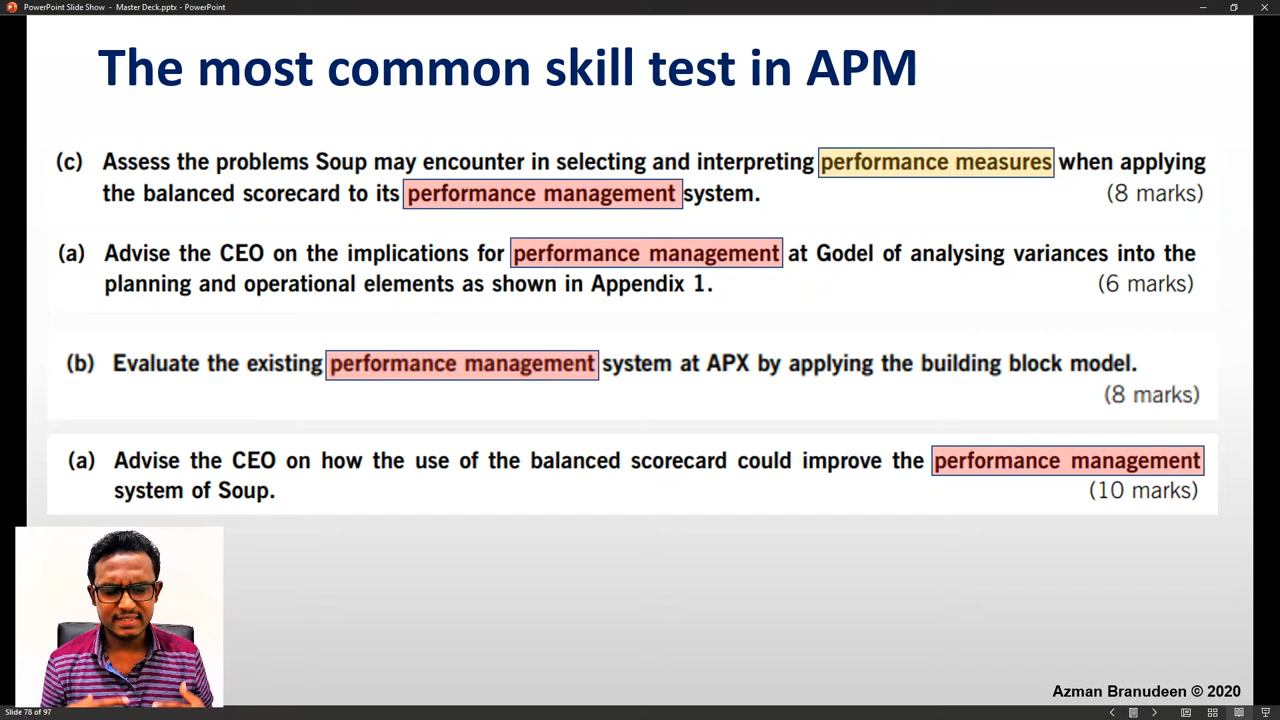 PowerPoint Slide Show - Master Deck.pptx - PowerPoint
The most common skill test in APM
(c) Assess the problems Soup may encounter in selecting and interpreting performance measures when applying
the balanced scorecard to its performance management system. (8 marks)
(a) Advise the CEO on the implications for performance management at Godel of analysing variances into the
planning and operational elements as shown in Appendix 1. (6 marks)
(b) Evaluate the existing performance management system at APX by applying the building block model.
(8 marks)
(a) Advise the CEO on how the use of the balanced scorecard could improve the performance management
system of Soup. (10 marks)
Azman Branudeen © 2020
Slide 78 of 97